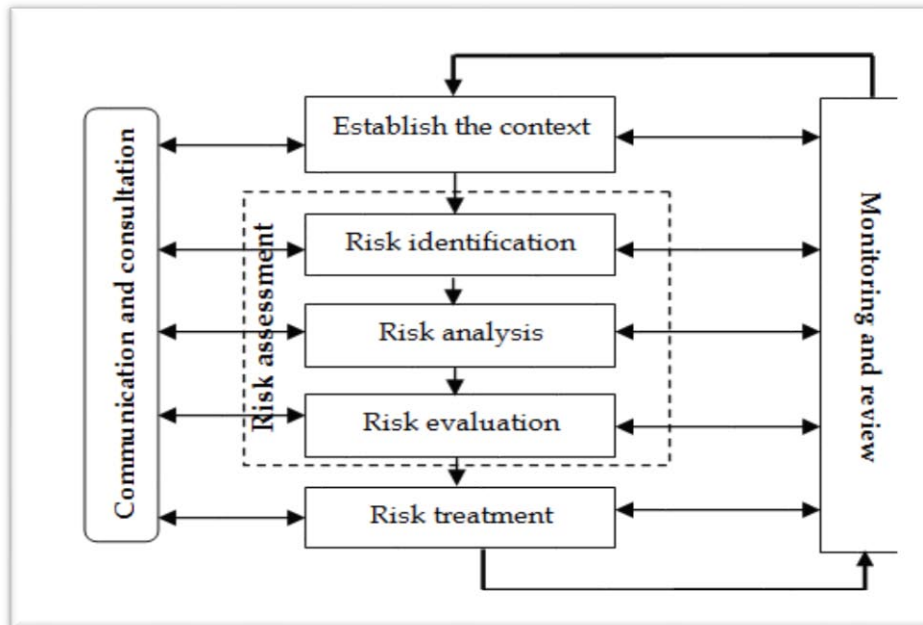 Establish the context
Communication and consultation
Risk assessment
Risk identification
Risk analysis
Risk evaluation
Risk treatment
Monitoring and review